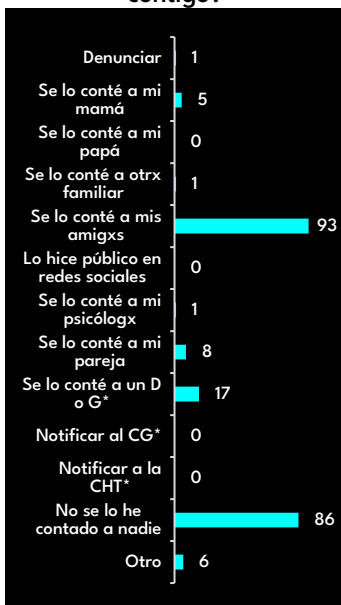 contigo?
Denunciar 1
Se lo conté a mi
mamá 5
Se lo conté a mi
papá 0
Se lo conté a otrx
familiar 1
Se lo conté a mis
amigxs 93
Lo hice público en
redes sociales 0
Se lo conté a mi
psicólogx 1
Se lo conté a mi
pareja 8
Se lo conté a un D
o G* 17
Notificar al CG* 0
Notificar a la
CHT* 0
No se lo he
contado a nadie 86
Otro 6